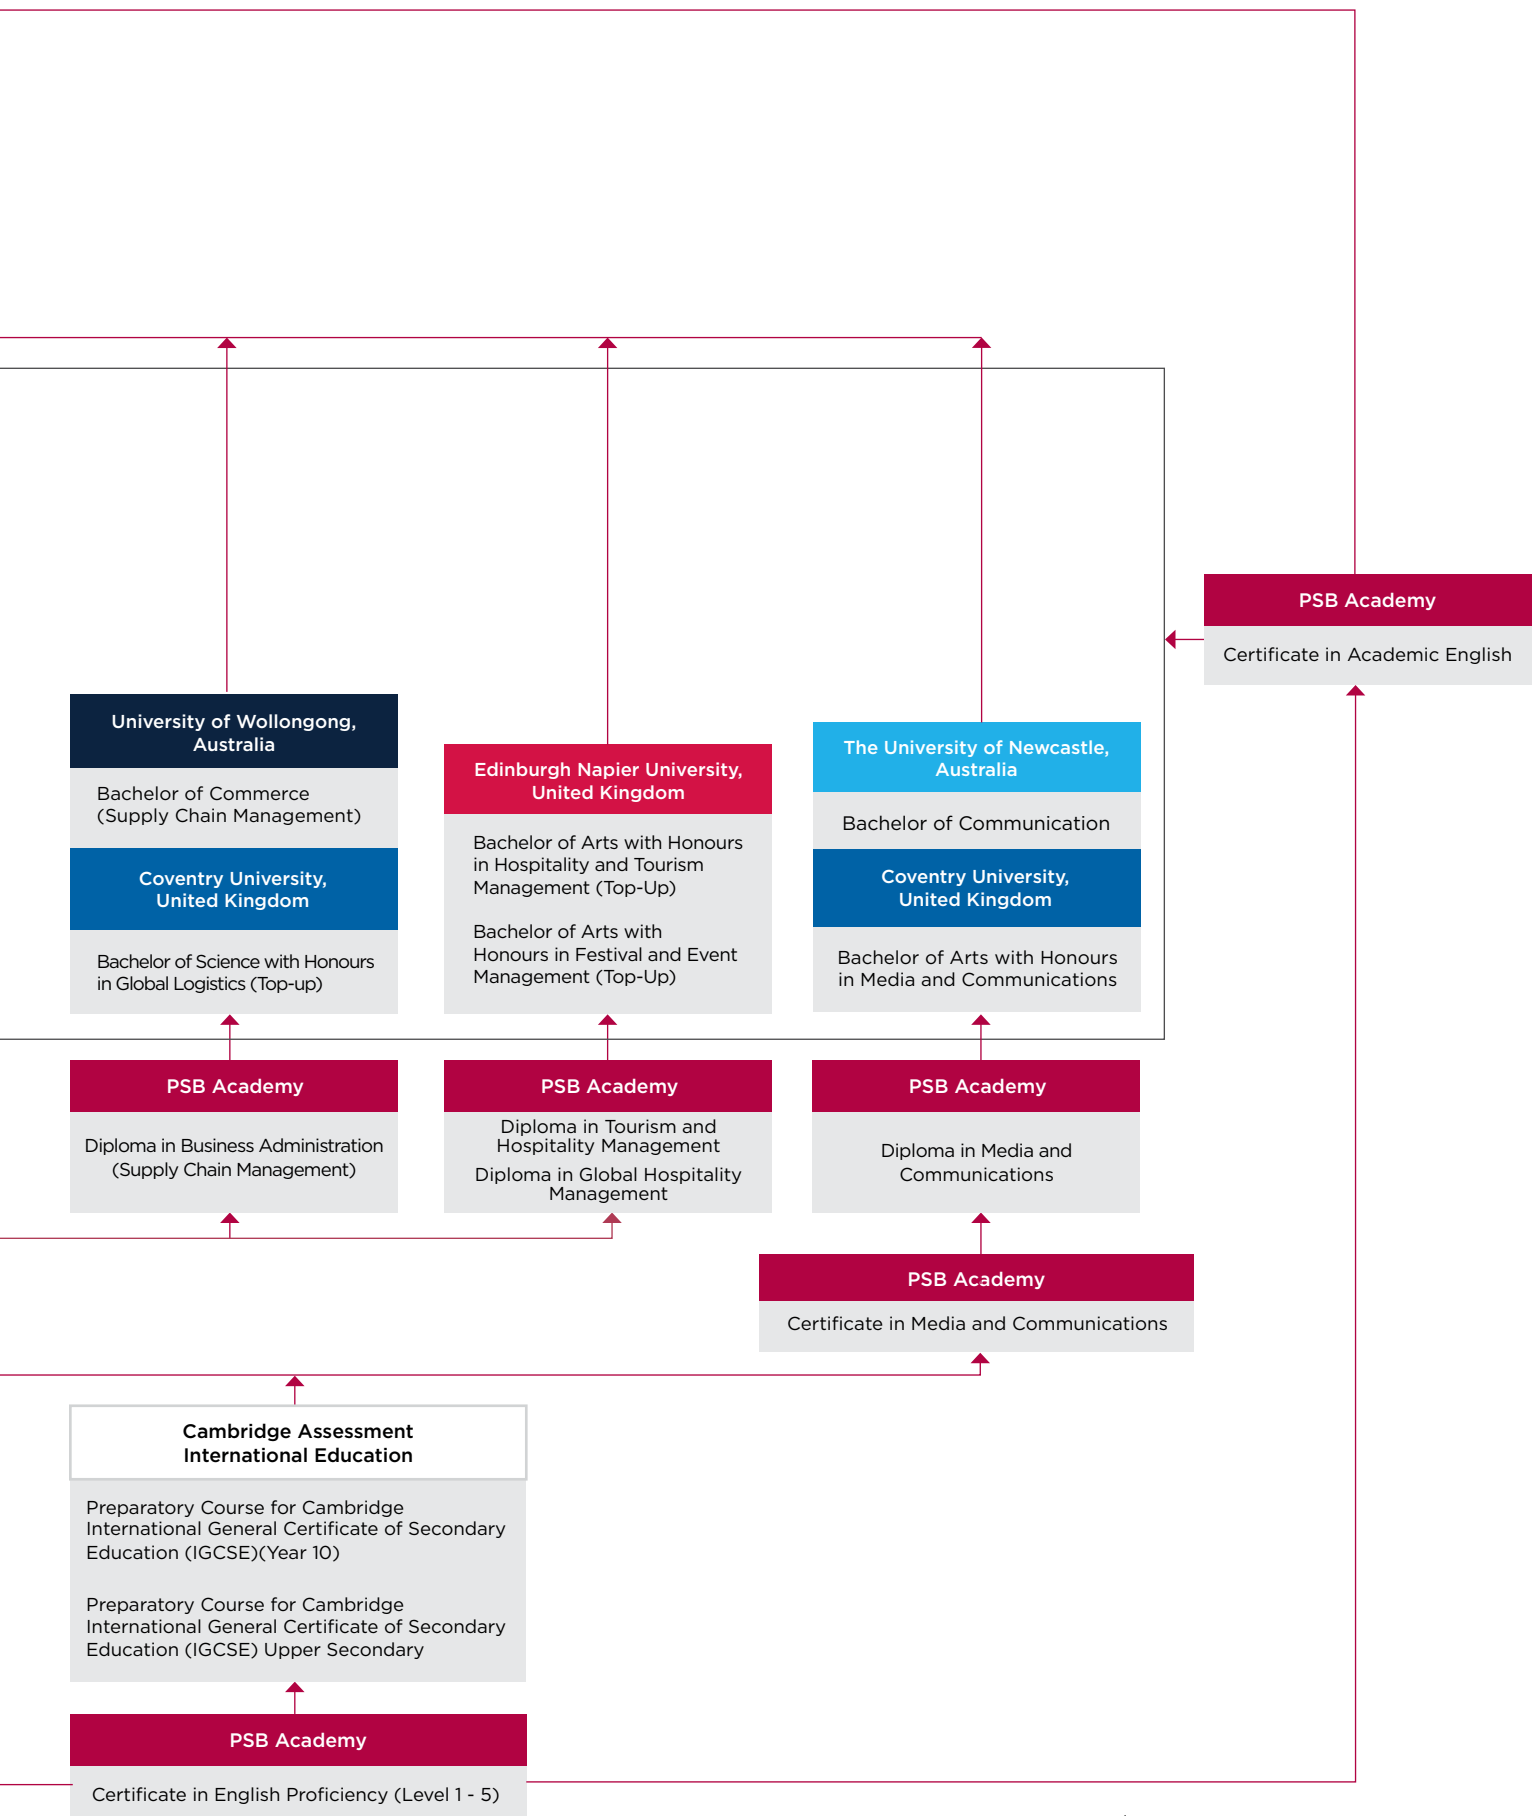 PSB Academy
Certificate in Academic English
University of Wollongong,
Australia
Bachelor of Commerce
(Supply Chain Management)
Coventry University,
United Kingdom
Bachelor of Science with Honours
in Global Logistics (Top-up)
Edinburgh Napier University,
United Kingdom
Bachelor of Arts with Honours
in Hospitality and Tourism
Management (Top-Up)
Bachelor of Arts with
Honours in Festival and Event
Management (Top-Up)
The University of Newcastle,
Australia
Bachelor of Communication
Coventry University,
United Kingdom
Bachelor of Arts with Honours
in Media and Communications
PSB Academy
Diploma in Business Administration
(Supply Chain Management)
PSB Academy
Diploma in Tourism and
Hospitality Management
Diploma in Global Hospitality
Management
PSB Academy
Diploma in Media and
Communications
PSB Academy
Certificate in Media and Communications
Cambridge Assessment
International Education
Preparatory Course for Cambridge
International General Certificate of Secondary
Education (IGCSE)(Year 10)
Preparatory Course for Cambridge
International General Certificate of Secondary
Education (IGCSE) Upper Secondary
PSB Academy
Certificate in English Proficiency (Level 1 - 5)